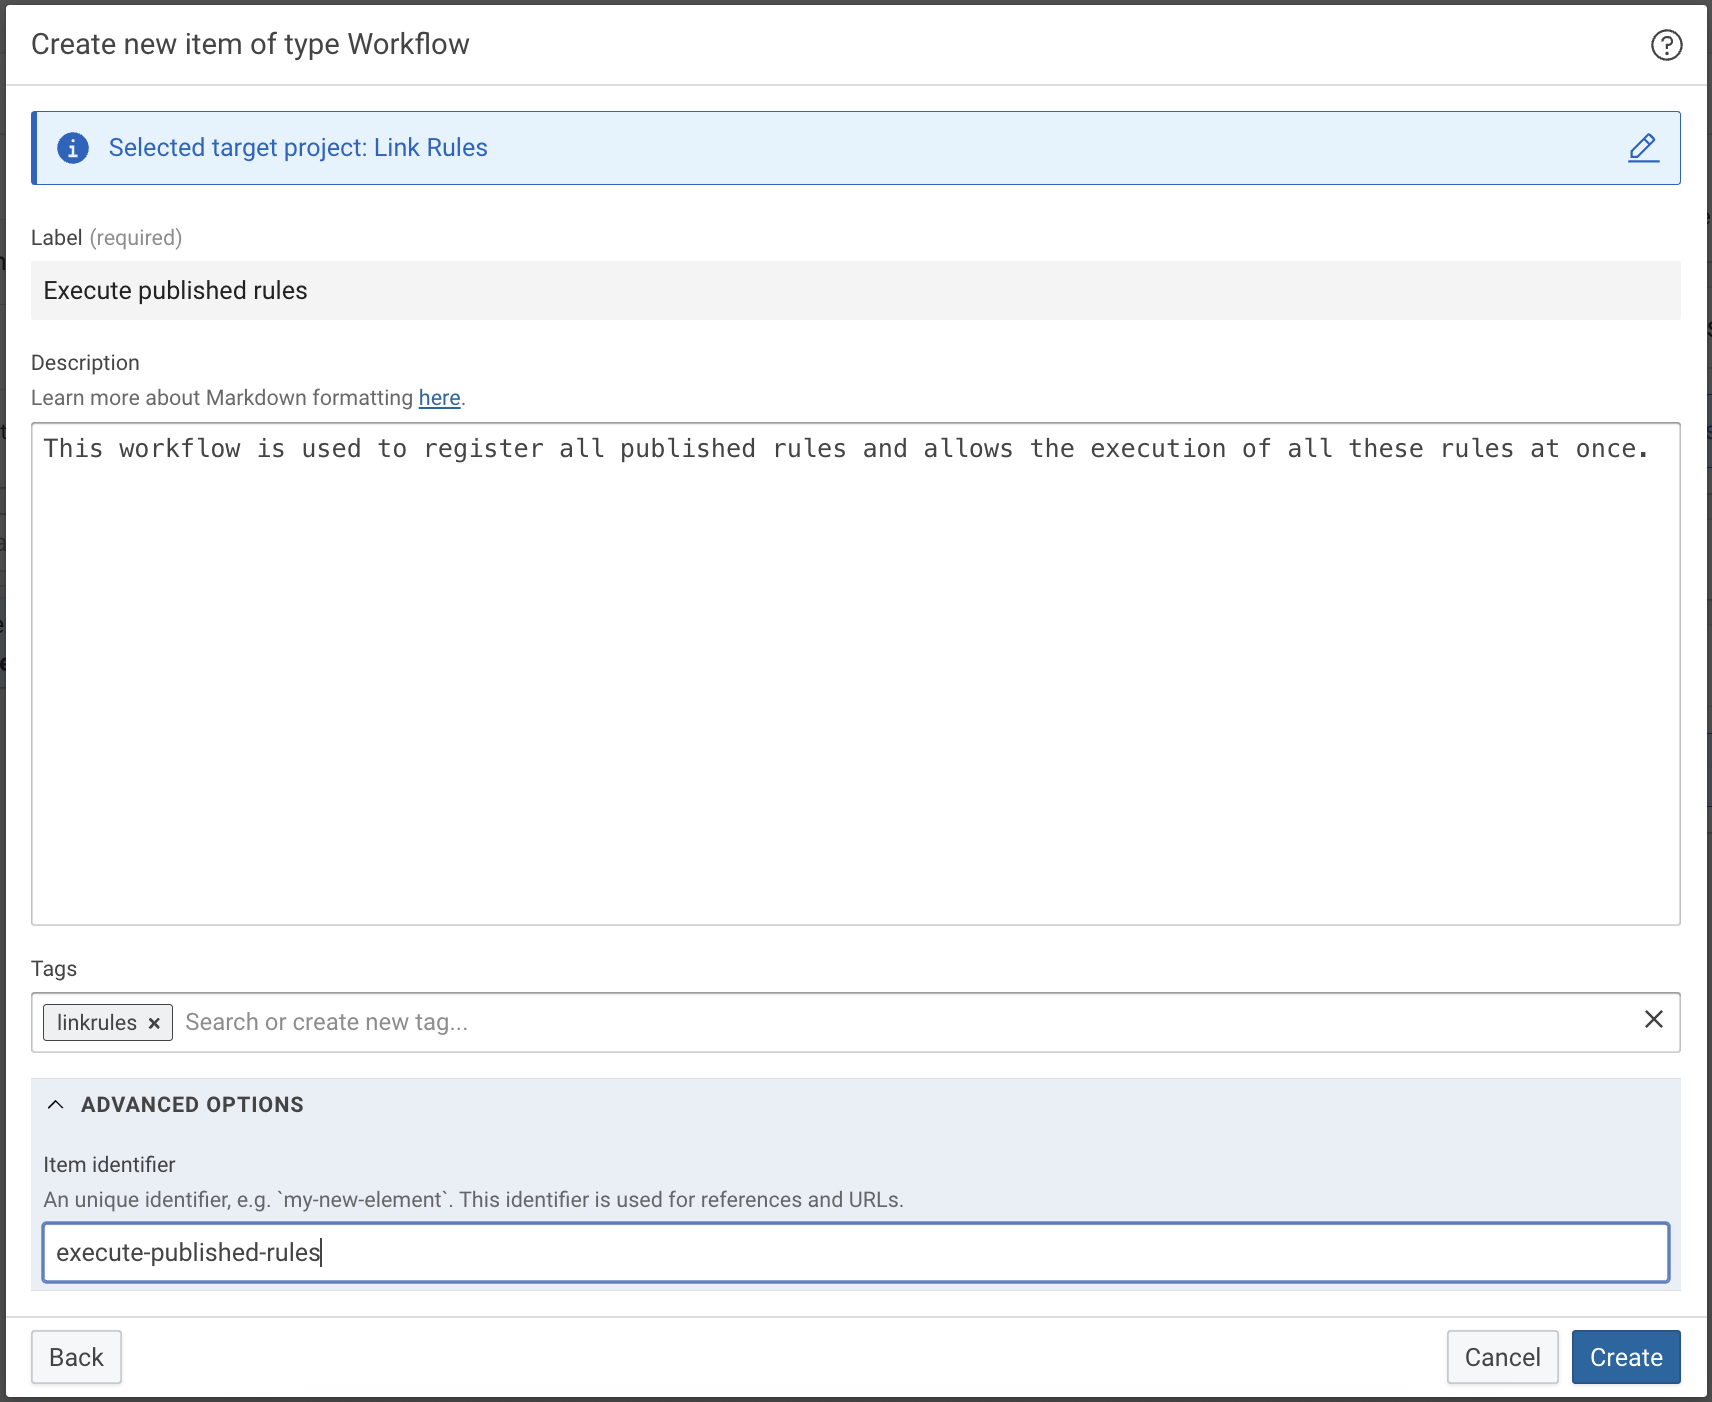 Create new item of type Workflow
Selected target project: Link Rules
Label (required)
Execute published rules
Description
Learn more about Markdown formatting here.
This workflow is used to register all published rules and allows the execution of all these rules at once.
Tags
linkrules × Search or create new tag...
ADVANCED OPTIONS
Item identifier
An unique identifier, e.g. `my-new-element`. This identifier is used for references and URLs.
execute-published-rules
Back Cancel Create